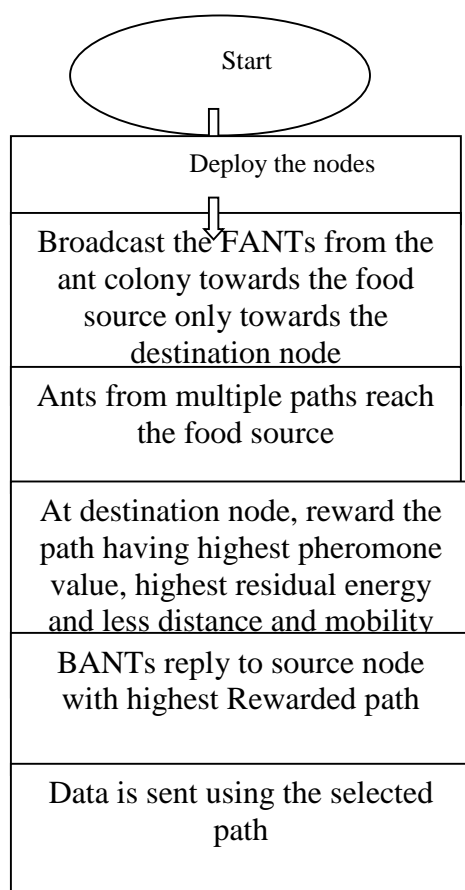 Start
Deploy the nodes
Broadcast the FANTs from the
ant colony towards the food
source only towards the
destination node
Ants from multiple paths reach
the food source
At destination node, reward the
path having highest pheromone
value, highest residual energy
and less distance and mobility
BANTs reply to source node
with highest Rewarded path
Data is sent using the selected
path